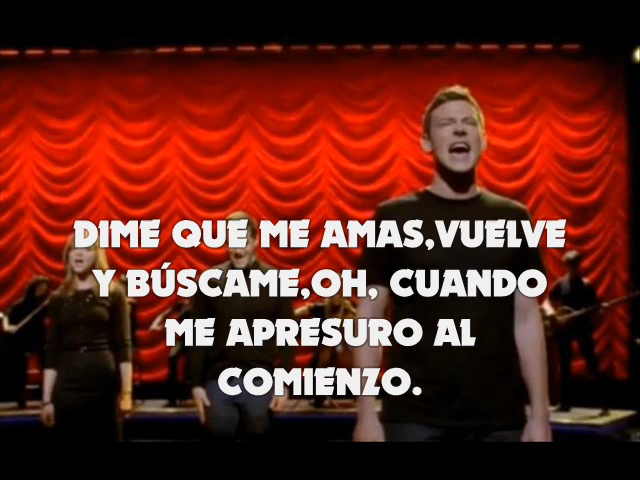 DIME QUE ME AMAS,VUELVE
Y BÚSCAME,OH, CUANDO
ME APRESURO AL
COMIENZO.